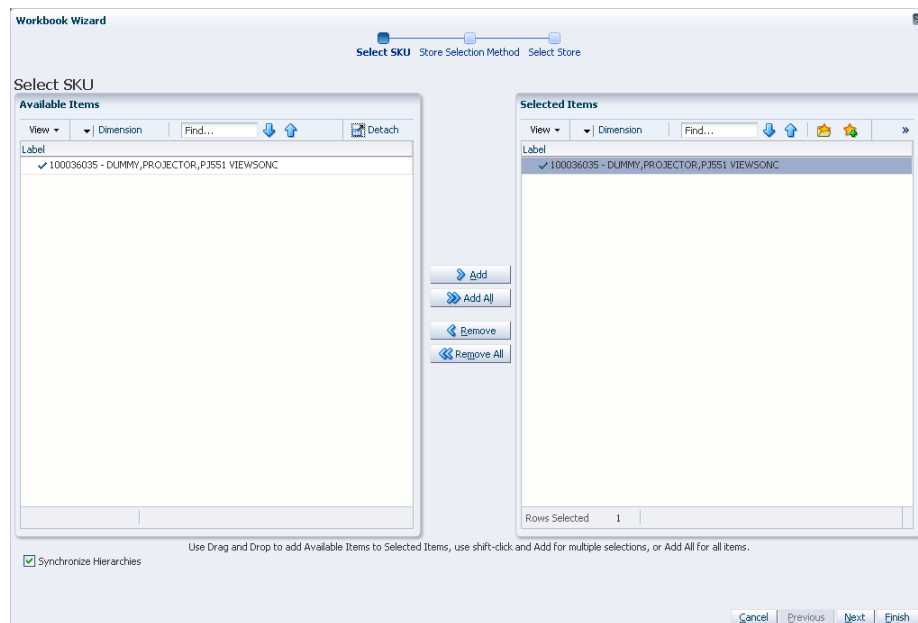 Workbook Wizard
Select SKU Store Selection Method Select Store
Select SKU
Available Items
View Dimension Find... Detach
Label
100036035 - DUMMY,PROJECTOR,PJ551 VIEWSONC
Selected Items
View Dimension Find... »
Label
100036035 - DUMMY,PROJECTOR,PJ551 VIEWSONC
Rows Selected 1
Add
Add All
Remove
Remove All
Use Drag and Drop to add Available Items to Selected Items, use shift-click and Add for multiple selections, or Add All for all items.
Synchronize Hierarchies
Cancel Previous Next Finish